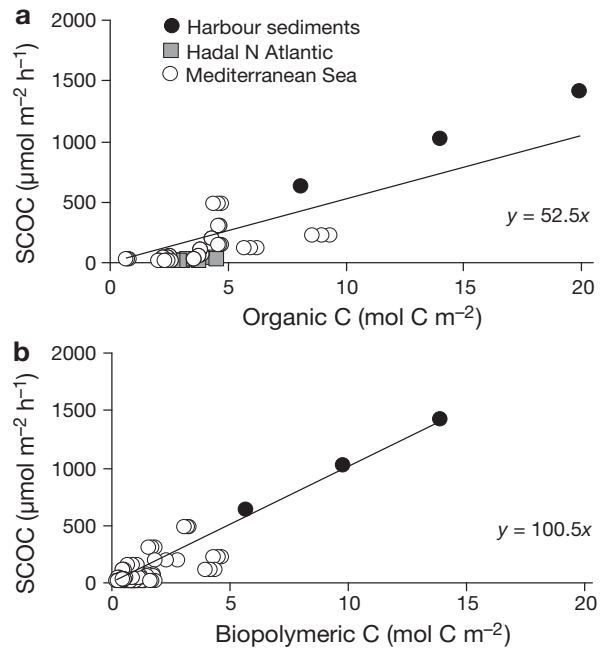 a
2000
1500
1000
500
0
SCOC (µmol m⁻² h⁻¹)
Harbour sediments
Hadal N Atlantic
Mediterranean Sea
y = 52.5x
0 5 10 15 20
Organic C (mol C m⁻²)
b
2000
1500
1000
500
0
SCOC (µmol m⁻² h⁻¹)
y = 100.5x
0 5 10 15 20
Biopolymeric C (mol C m⁻²)